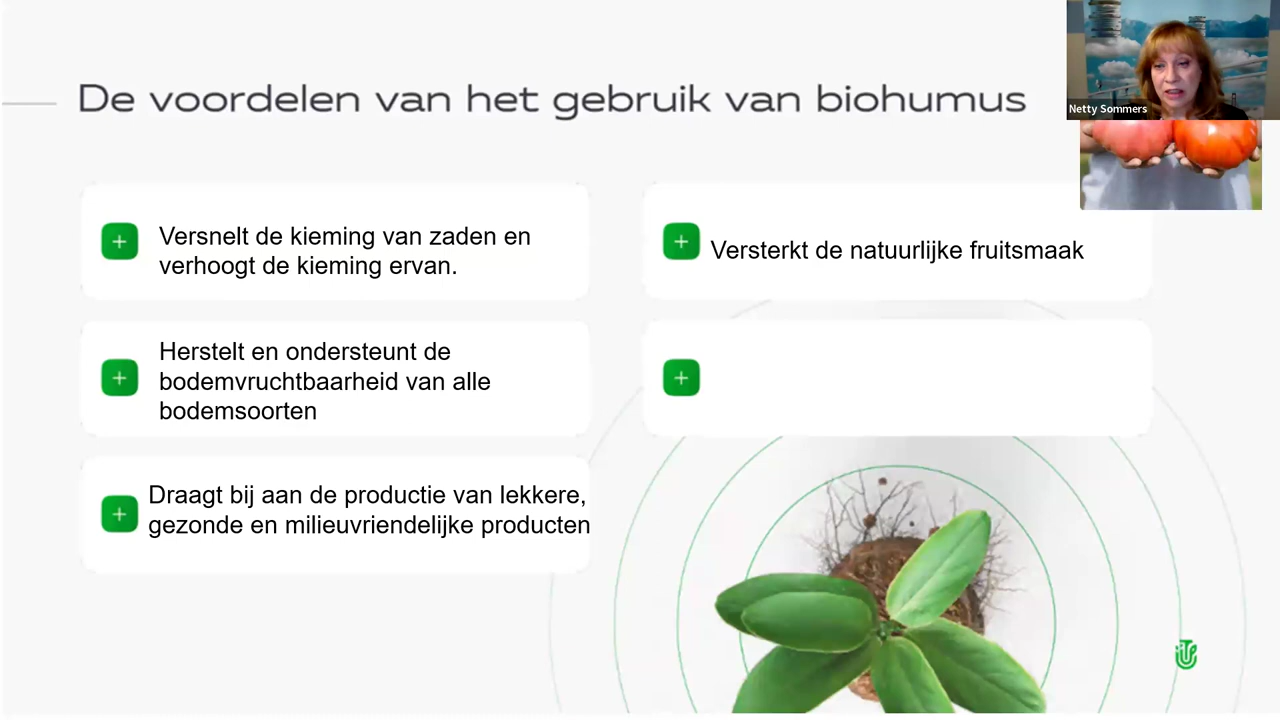 De voordelen van het gebruik van biohumus
Netty Sommers
Versnelt de kieming van zaden en
verhoogt de kieming ervan.
Versterkt de natuurlijke fruitsmaak
Herstelt en ondersteunt de
bodemvruchtbaarheid van alle
bodemsoorten
Draagt bij aan de productie van lekkere,
gezonde en milieuvriendelijke producten